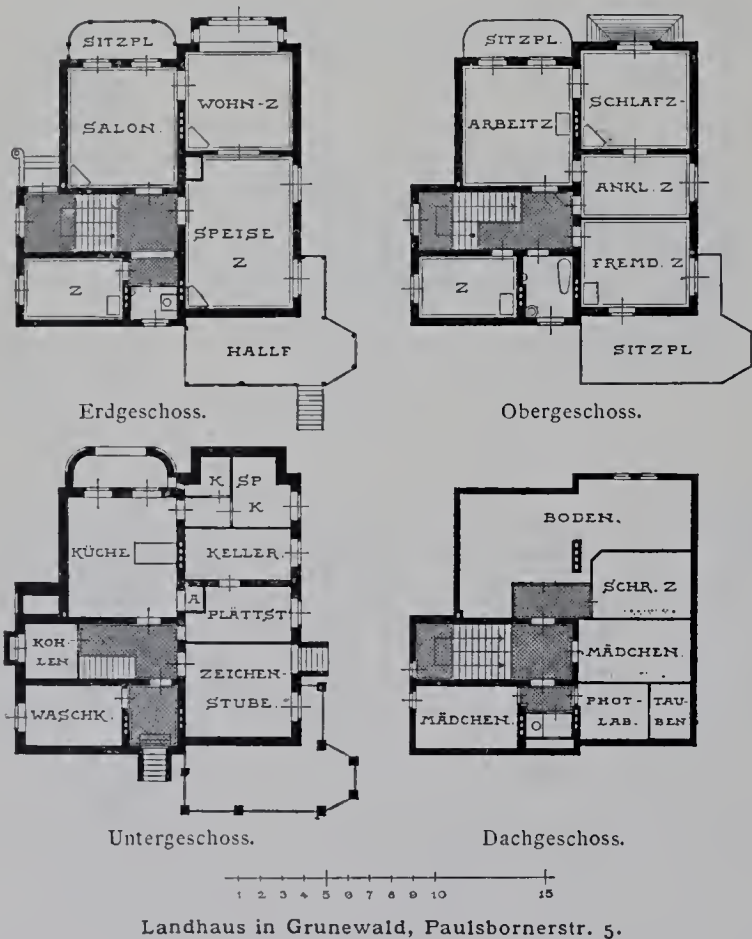 SITZPL
WOHN-Z
SALON.
SPEISE
Z
Z
HALLE
Erdgeschoss.
SITZPL.
SCHLAFZ-
ARBEITZ
ANKL. Z
FREMD. Z
Z
SITZPL
Obergeschoss.
K
SP
K
KÜCHE
KELLER.
A
PLÄTTST
KOH-
LEN
ZEICHEN-
STUBE.
WASCHK.
Untergeschoss.
BODEN.
SCHR. Z
MÄDCHEN.
MÄDCHEN.
PHOT-
LAB.
TAU-
BEN
Dachgeschoss.
1 2 3 4 5 6 7 8 9 10 15
Landhaus in Grunewald, Paulsbornerstr. 5.